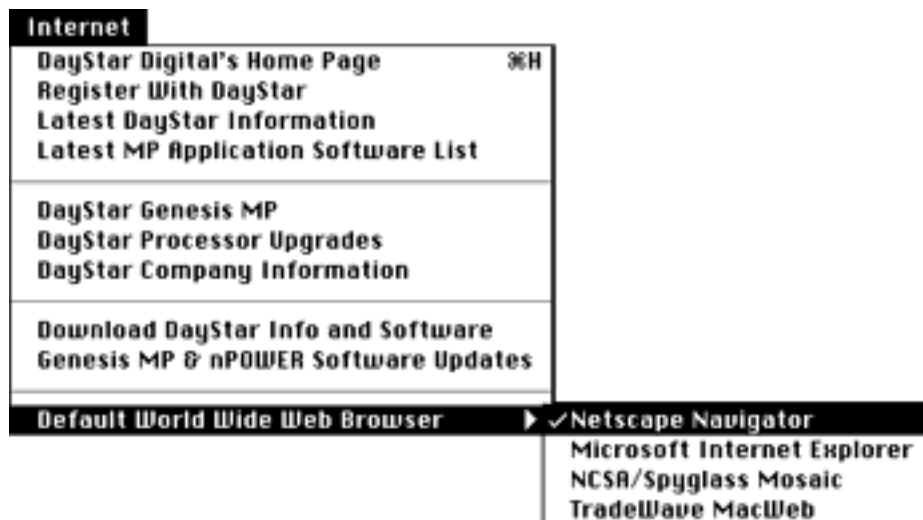 Internet
DayStar Digital's Home Page ⌘H
Register With DayStar
Latest DayStar Information
Latest MP Application Software List
DayStar Genesis MP
DayStar Processor Upgrades
DayStar Company Information
Download DayStar Info and Software
Genesis MP & nPOWER Software Updates
Default World Wide Web Browser ▶ ✓Netscape Navigator
Microsoft Internet Explorer
NCSA/Spyglass Mosaic
TradeWave MacWeb